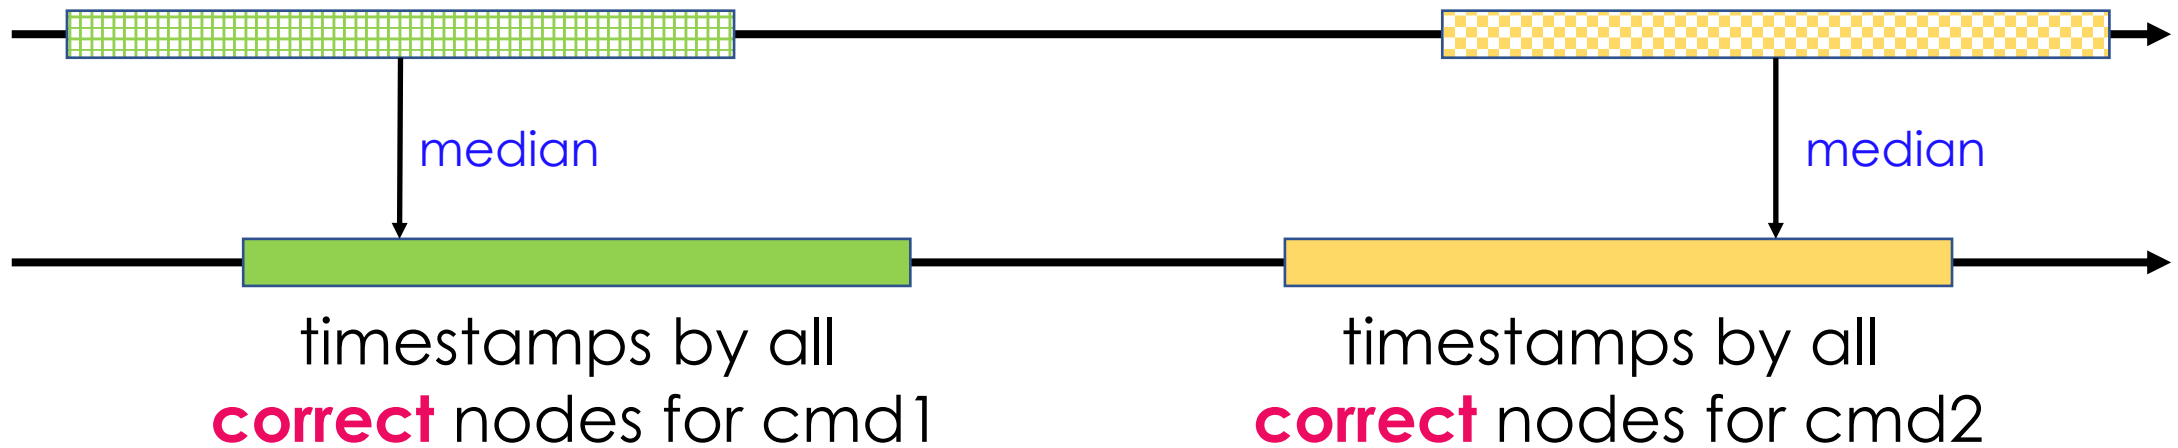 median
median
timestamps by all
correct nodes for cmd1
timestamps by all
correct nodes for cmd2